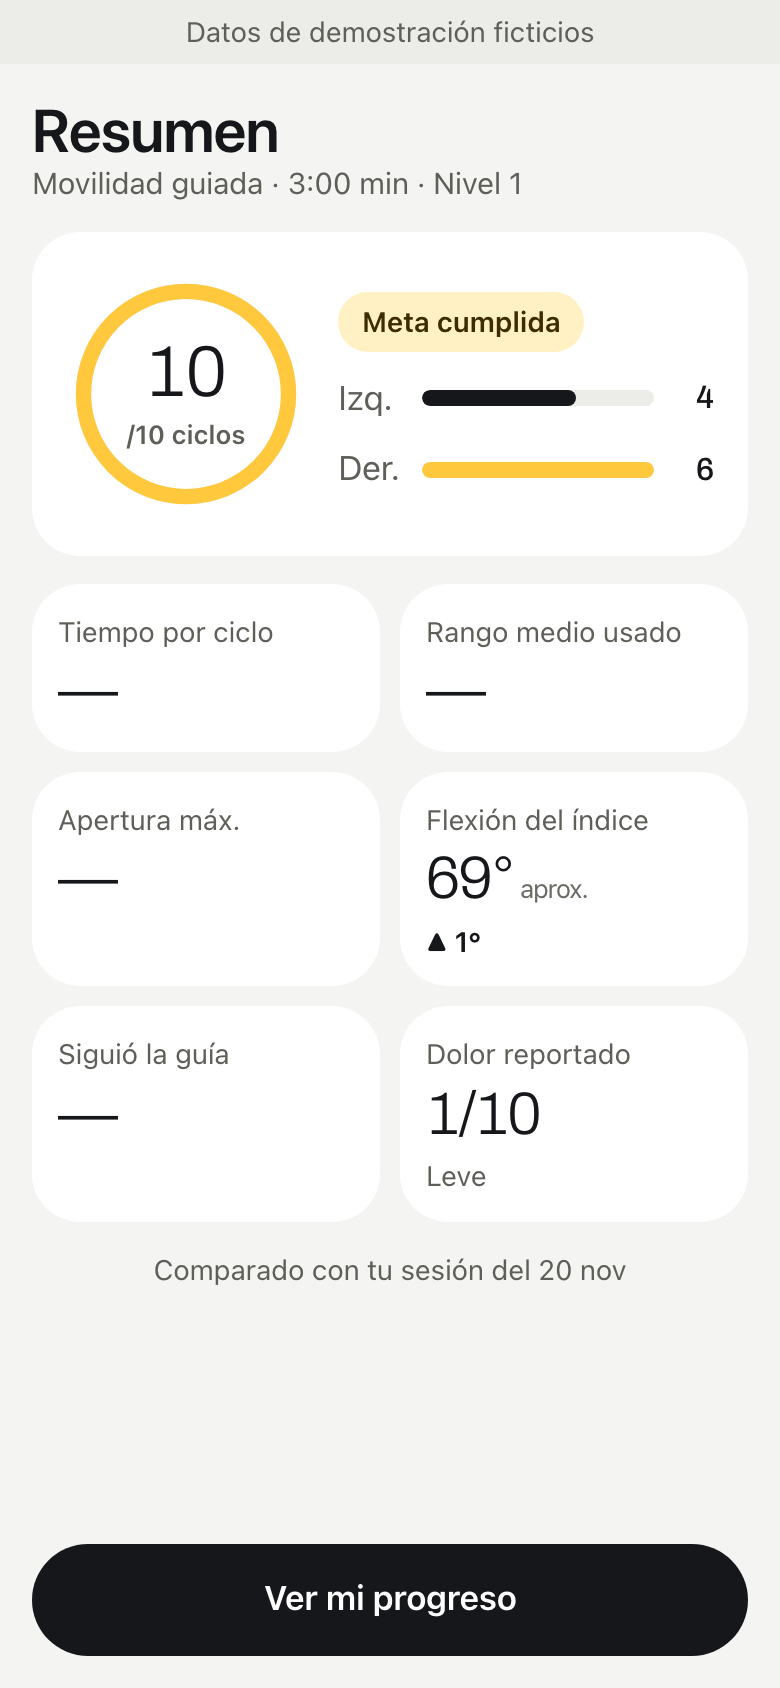 Datos de demostración ficticios
Resumen
Movilidad guiada · 3:00 min · Nivel 1
10
/10 ciclos
Meta cumplida
Izq. 4
Der. 6
Tiempo por ciclo
—
Rango medio usado
—
Apertura máx.
—
Flexión del índice
69° aprox.
▲ 1°
Siguió la guía
—
Dolor reportado
1/10
Leve
Comparado con tu sesión del 20 nov
Ver mi progreso